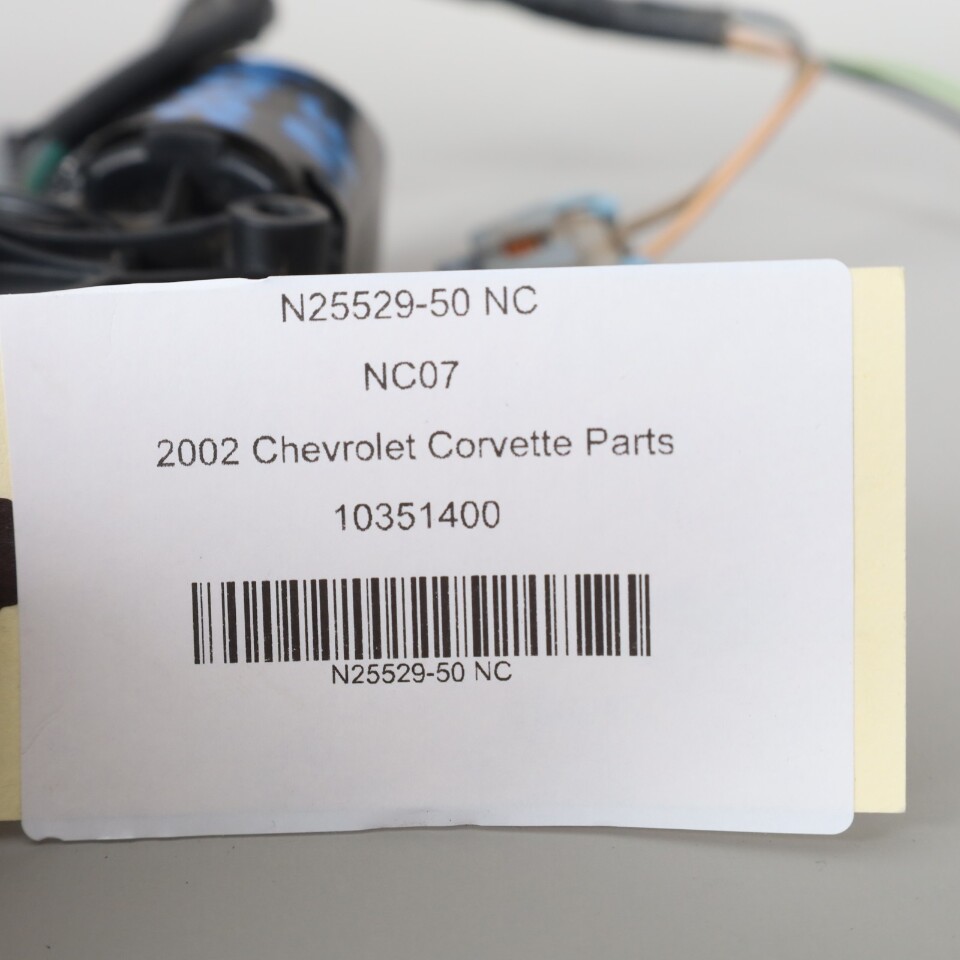 N25529-50 NC
NC07
2002 Chevrolet Corvette Parts
10351400
N25529-50 NC